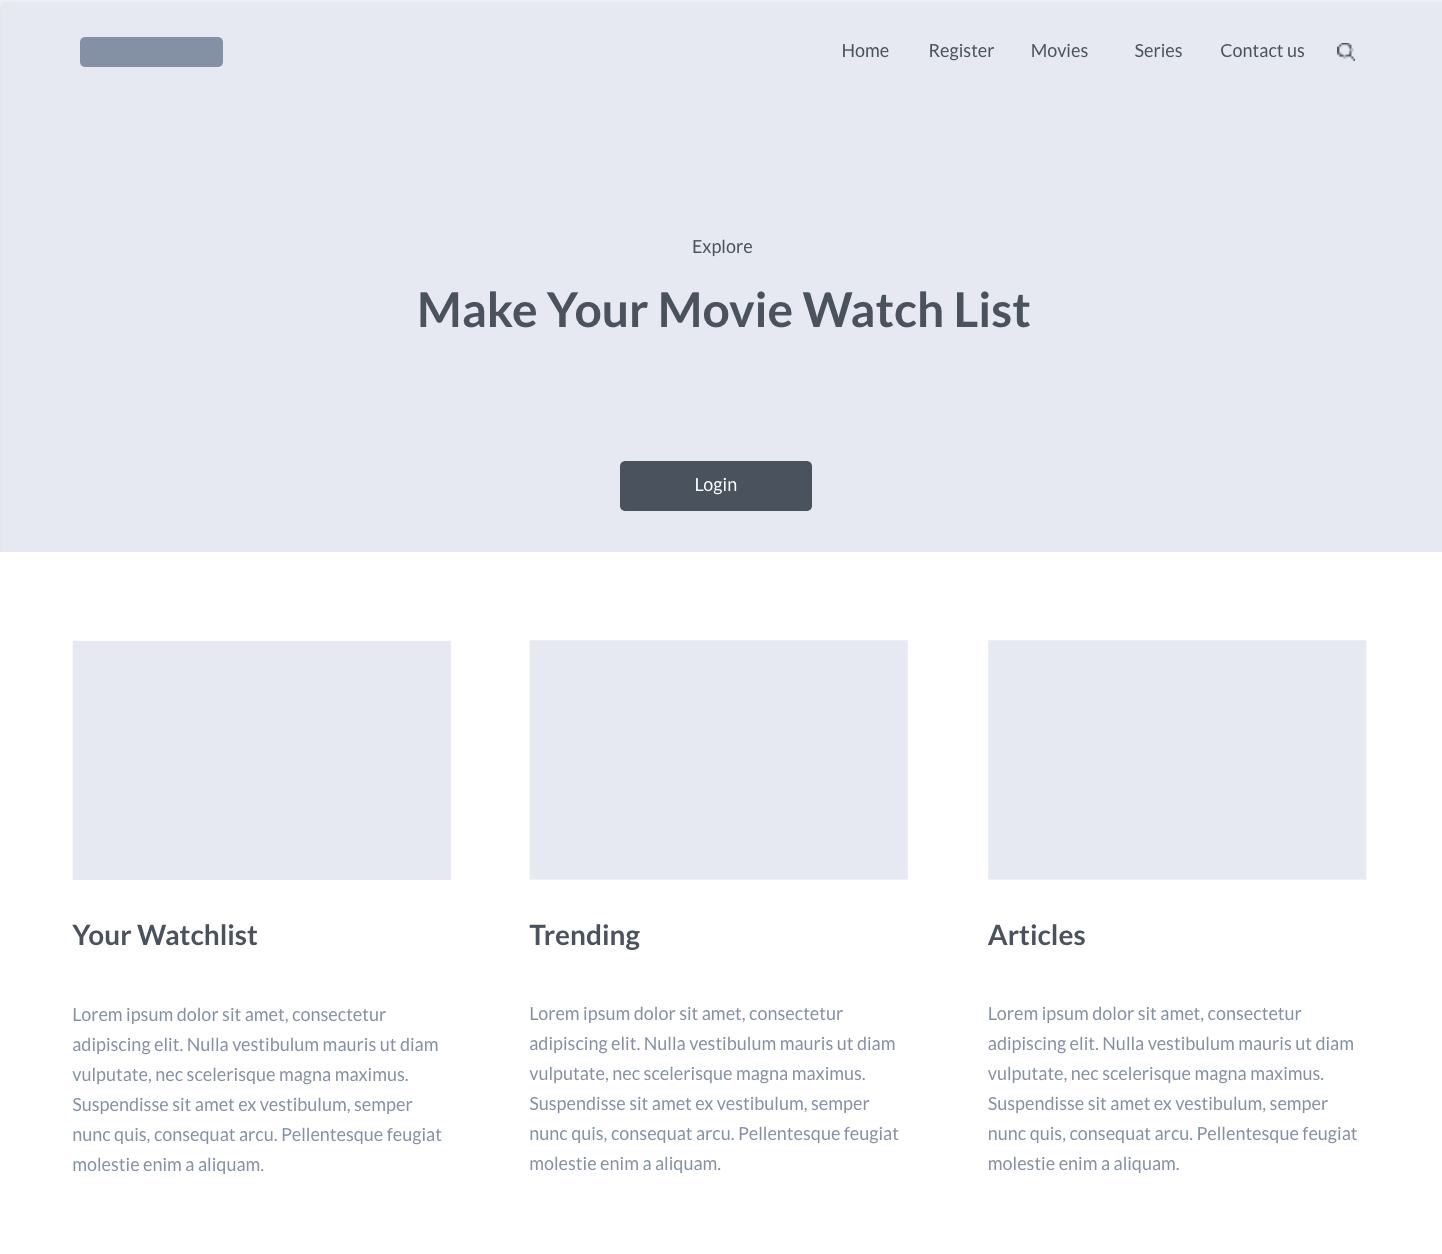 Home Register Movies Series Contact us
Explore
Make Your Movie Watch List
Login
Your Watchlist
Lorem ipsum dolor sit amet, consectetur
adipiscing elit. Nulla vestibulum mauris ut diam
vulputate, nec scelerisque magna maximus.
Suspendisse sit amet ex vestibulum, semper
nunc quis, consequat arcu. Pellentesque feugiat
molestie enim a aliquam.
Trending
Lorem ipsum dolor sit amet, consectetur
adipiscing elit. Nulla vestibulum mauris ut diam
vulputate, nec scelerisque magna maximus.
Suspendisse sit amet ex vestibulum, semper
nunc quis, consequat arcu. Pellentesque feugiat
molestie enim a aliquam.
Articles
Lorem ipsum dolor sit amet, consectetur
adipiscing elit. Nulla vestibulum mauris ut diam
vulputate, nec scelerisque magna maximus.
Suspendisse sit amet ex vestibulum, semper
nunc quis, consequat arcu. Pellentesque feugiat
molestie enim a aliquam.